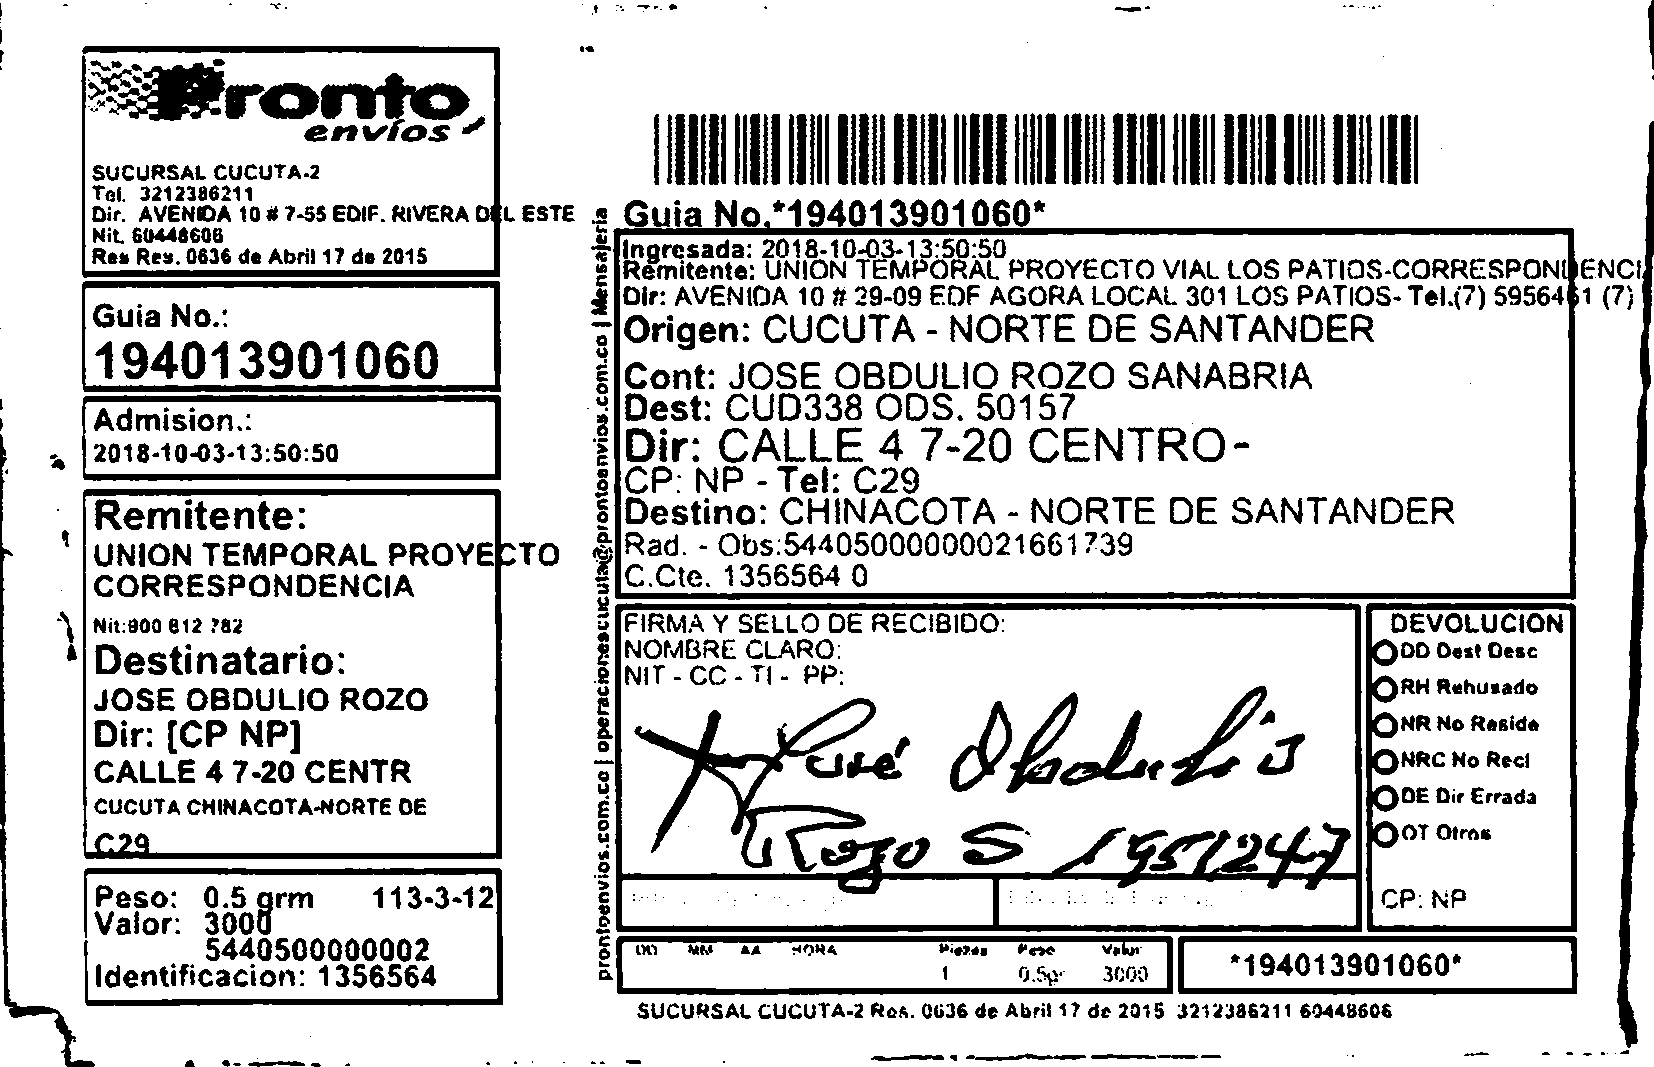 Pronto
envíos
SUCURSAL CUCUTA-2
Tel. 3212386211
Dir. AVENIDA 10 # 7-55 EDIF. RIVERA DEL ESTE
Nit. 60448606
Res Res. 0636 de Abril 17 de 2015
Guia No.:
194013901060
Admision.:
2018-10-03-13:50:50
Remitente:
UNION TEMPORAL PROYECTO
CORRESPONDENCIA
Nit:900 812 782
Destinatario:
JOSE OBDULIO ROZO
Dir: [CP NP]
CALLE 4 7-20 CENTR
CUCUTA CHINACOTA-NORTE DE
C29
Peso: 0.5 grm 113-3-12
Valor: 3000
5440500000002
Identificacion: 1356564
prontoenvios.com.co | operacionescucuta@prontoenvios.com.co | Mensajeria
Guia No.*194013901060*
Ingresada: 2018-10-03-13:50:50
Remitente: UNION TEMPORAL PROYECTO VIAL LOS PATIOS-CORRESPONDENCI
Dir: AVENIDA 10 # 29-09 EDF AGORA LOCAL 301 LOS PATIOS- Tel.(7) 5956461 (7)
Origen: CUCUTA - NORTE DE SANTANDER
Cont: JOSE OBDULIO ROZO SANABRIA
Dest: CUD338 ODS. 50157
Dir: CALLE 4 7-20 CENTRO-
CP: NP - Tel: C29
Destino: CHINACOTA - NORTE DE SANTANDER
Rad. - Obs:544050000000021661739
C.Cte. 1356564 0
FIRMA Y SELLO DE RECIBIDO:
NOMBRE CLARO:
NIT - CC - TI - PP:
José Obdulio
Rozo S 1951247
DEVOLUCION
DD Dest Desc
RH Rehusado
NR No Reside
NRC No Recl
DE Dir Errada
OT Otros
CP: NP
DD MM AA HORA Piezas Peso Valor
1 0.5gr 3000
*194013901060*
SUCURSAL CUCUTA-2 Res. 0636 de Abril 17 de 2015 3212386211 60448606